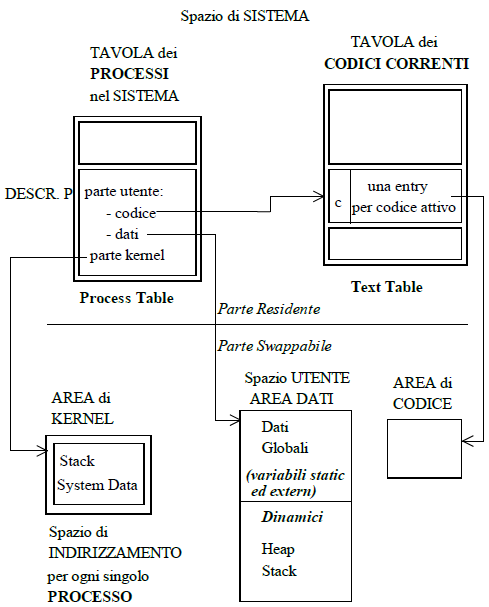 Spazio di SISTEMA
TAVOLA dei
PROCESSI
nel SISTEMA
TAVOLA dei
CODICI CORRENTI
DESCR. P
parte utente:
- codice
- dati
parte kernel
c
una entry
per codice attivo
Process Table
Text Table
Parte Residente
Parte Swappabile
AREA di
KERNEL
Stack
System Data
Spazio di
INDIRIZZAMENTO
per ogni singolo
PROCESSO
Spazio UTENTE
AREA DATI
Dati
Globali
(variabili static
ed extern)
Dinamici
Heap
Stack
AREA di
CODICE